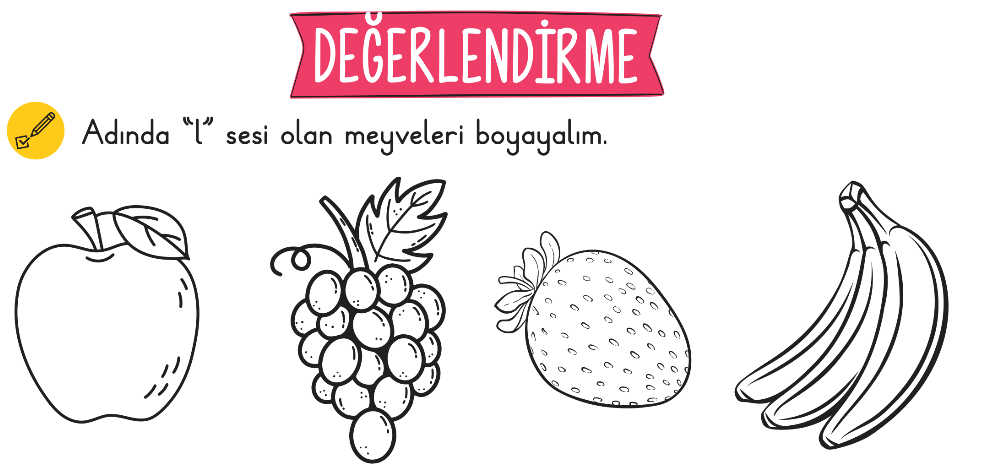 DEĞERLENDİRME
Adında “l” sesi olan meyveleri boyayalım.